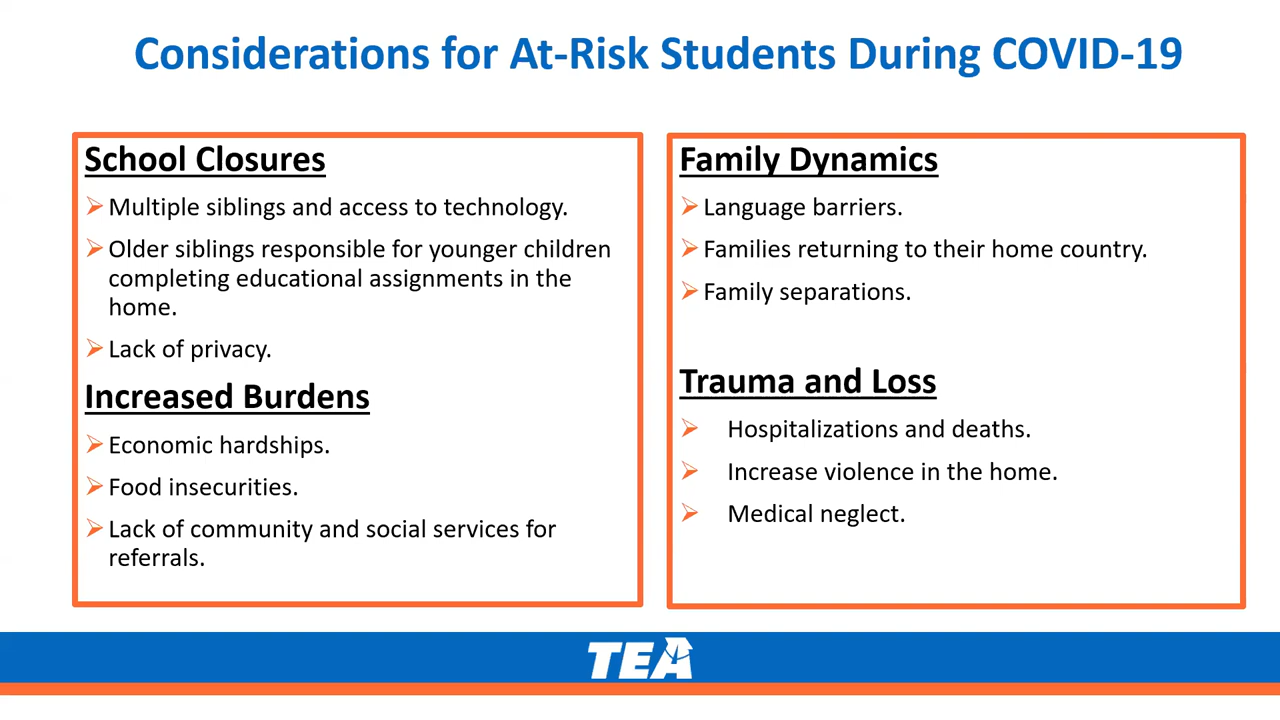 Considerations for At-Risk Students During COVID-19
School Closures
Multiple siblings and access to technology.
Older siblings responsible for younger children
completing educational assignments in the
home.
Lack of privacy.
Increased Burdens
Economic hardships.
Food insecurities.
Lack of community and social services for
referrals.
Family Dynamics
Language barriers.
Families returning to their home country.
Family separations.
Trauma and Loss
Hospitalizations and deaths.
Increase violence in the home.
Medical neglect.
TEA